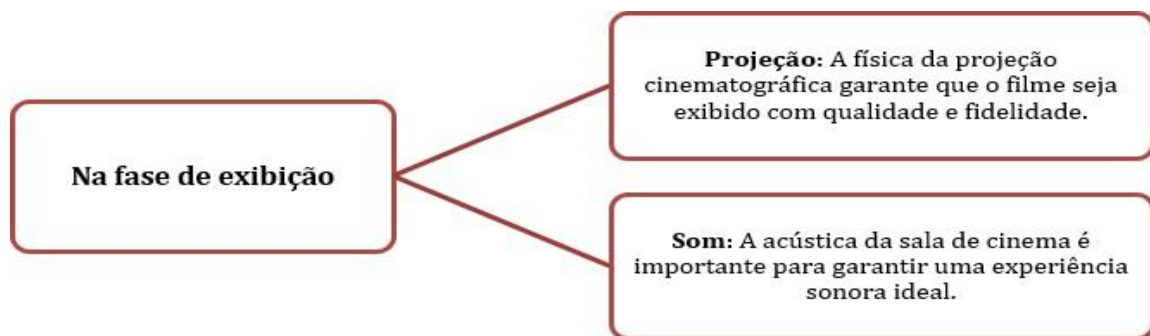 Na fase de exibição
Projeção: A física da projeção
cinematográfica garante que o filme seja
exibido com qualidade e fidelidade.
Som: A acústica da sala de cinema é
importante para garantir uma experiência
sonora ideal.